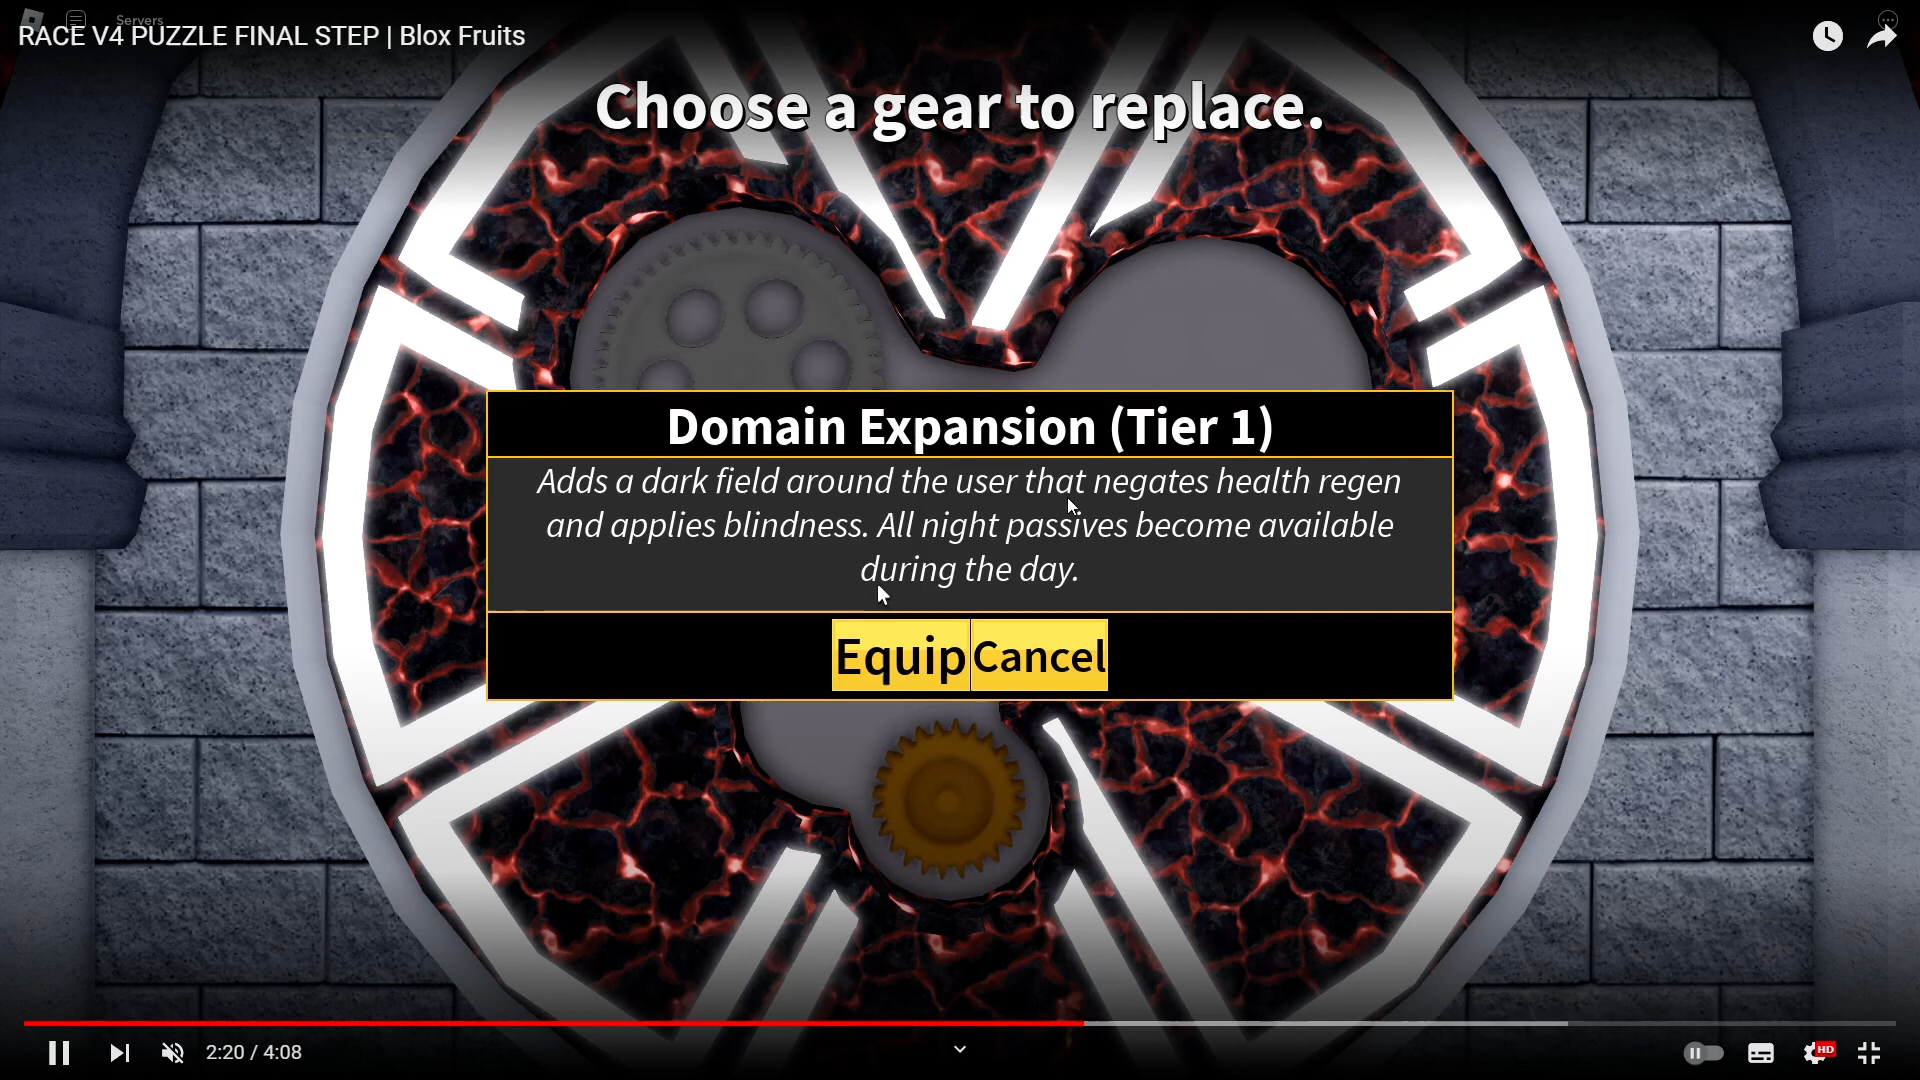 Servers
RACE V4 PUZZLE FINAL STEP | Blox Fruits
Choose a gear to replace.
Domain Expansion (Tier 1)
Adds a dark field around the user that negates health regen
and applies blindness. All night passives become available
during the day.
Equip Cancel
2:20 / 4:08
HD